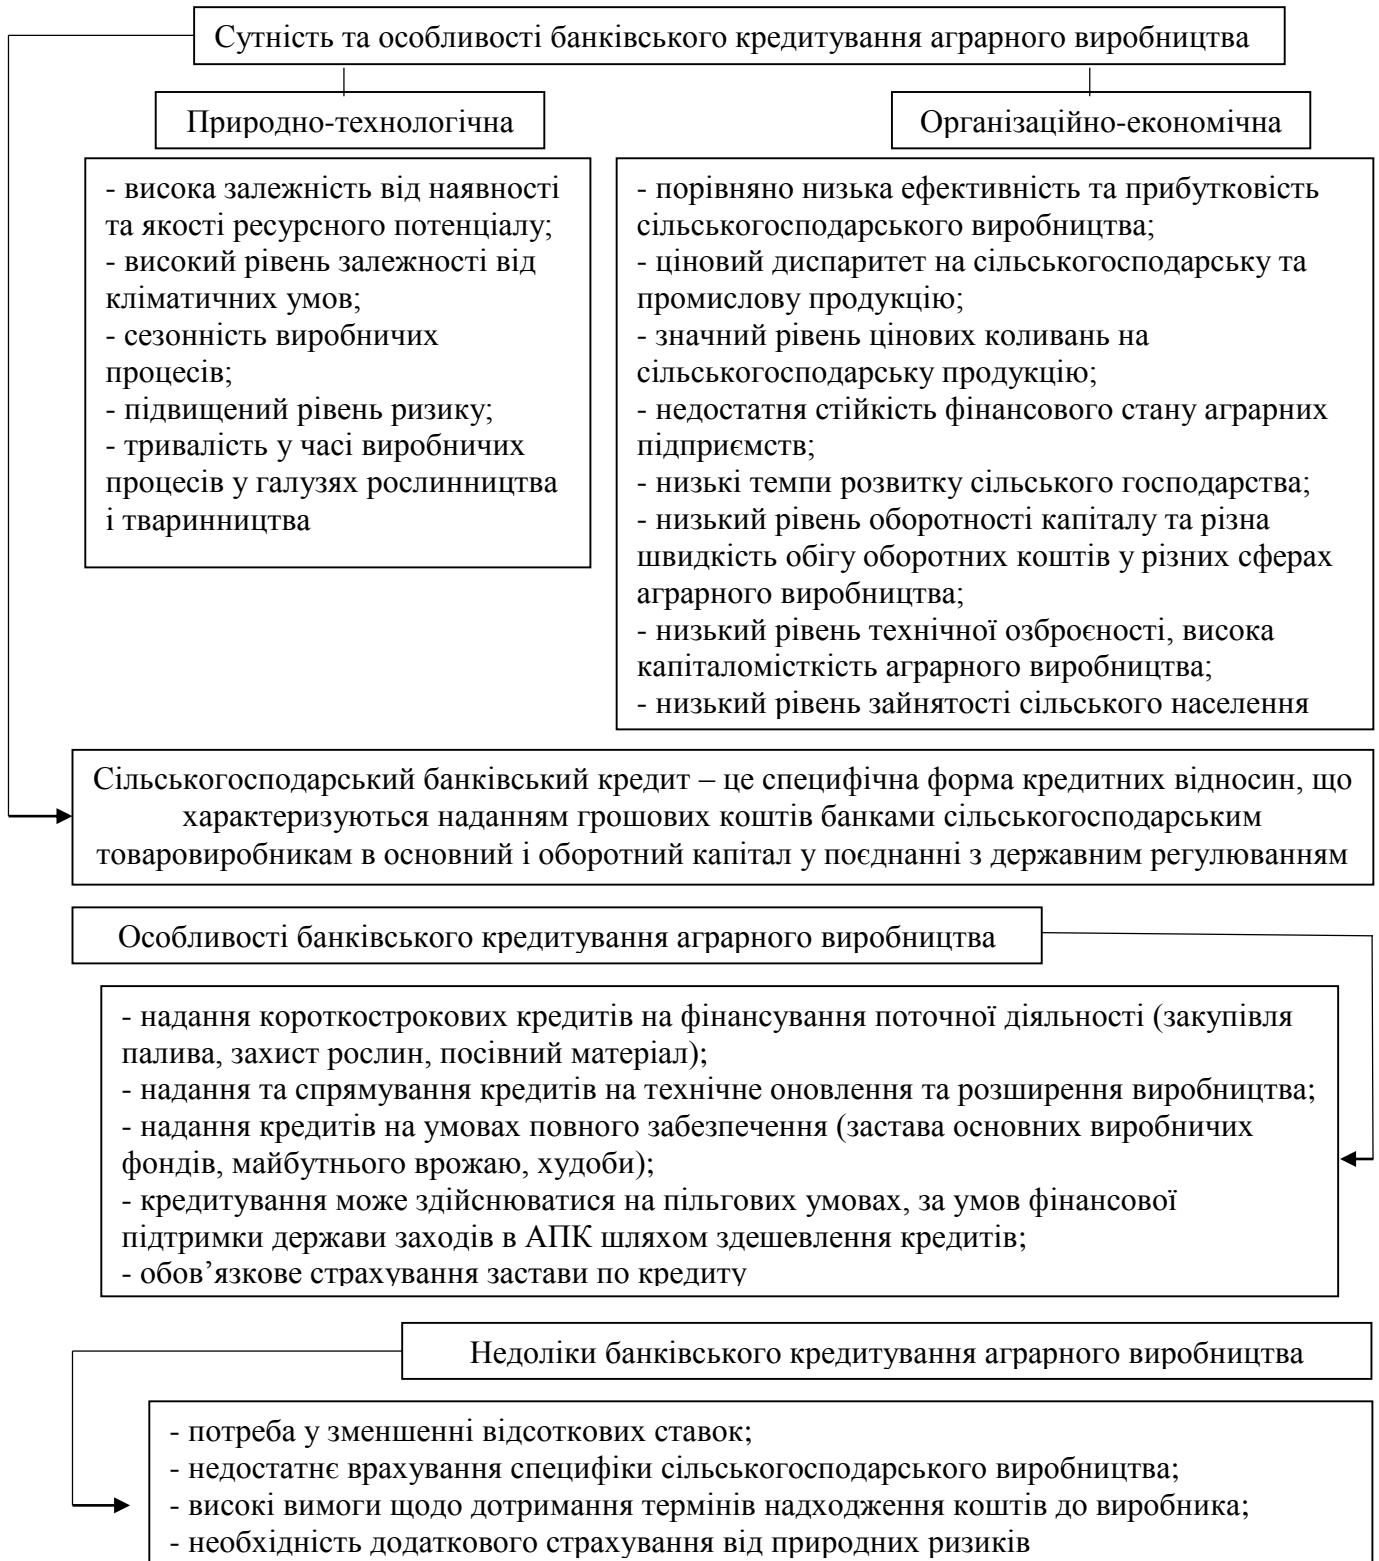 Сутність та особливості банківського кредитування аграрного виробництва
Природно-технологічна
Організаційно-економічна
- висока залежність від наявності
та якості ресурсного потенціалу;
- високий рівень залежності від
кліматичних умов;
- сезонність виробничих
процесів;
- підвищений рівень ризику;
- тривалість у часі виробничих
процесів у галузях рослинництва
і тваринництва
- порівняно низька ефективність та прибутковість
сільськогосподарського виробництва;
- ціновий диспаритет на сільськогосподарську та
промислову продукцію;
- значний рівень цінових коливань на
сільськогосподарську продукцію;
- недостатня стійкість фінансового стану аграрних
підприємств;
- низькі темпи розвитку сільського господарства;
- низький рівень оборотності капіталу та різна
швидкість обігу оборотних коштів у різних сферах
аграрного виробництва;
- низький рівень технічної озброєності, висока
капіталомісткість аграрного виробництва;
- низький рівень зайнятості сільського населення
Сільськогосподарський банківський кредит – це специфічна форма кредитних відносин, що
характеризуються наданням грошових коштів банками сільськогосподарським
товаровиробникам в основний і оборотний капітал у поєднанні з державним регулюванням
Особливості банківського кредитування аграрного виробництва
- надання короткострокових кредитів на фінансування поточної діяльності (закупівля
палива, захист рослин, посівний матеріал);
- надання та спрямування кредитів на технічне оновлення та розширення виробництва;
- надання кредитів на умовах повного забезпечення (застава основних виробничих
фондів, майбутнього врожаю, худоби);
- кредитування може здійснюватися на пільгових умовах, за умов фінансової
підтримки держави заходів в АПК шляхом здешевлення кредитів;
- обов’язкове страхування застави по кредиту
Недоліки банківського кредитування аграрного виробництва
- потреба у зменшенні відсоткових ставок;
- недостатнє врахування специфіки сільськогосподарського виробництва;
- високі вимоги щодо дотримання термінів надходження коштів до виробника;
- необхідність додаткового страхування від природних ризиків